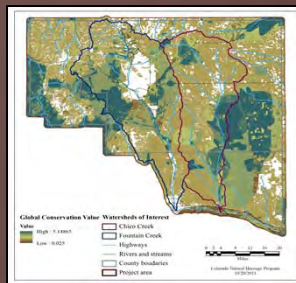 Global Conservation Value
Value
High : 5.18865
Low : 0.025
Watersheds of Interest
Chico Creek
Fountain Creek
Highways
Rivers and streams
County boudaries
Project area
Miles
Colorado Natural Heritage Program